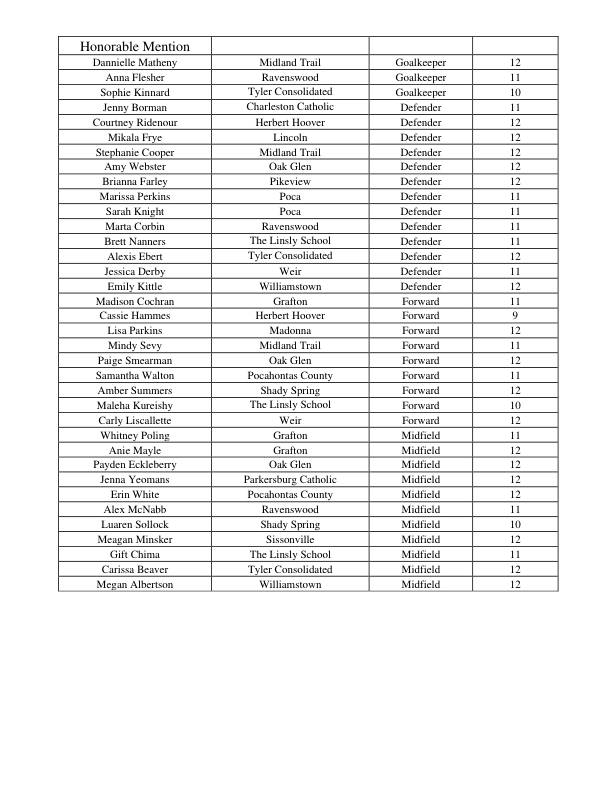 Honorable Mention
Dannielle Matheny Midland Trail Goalkeeper 12
Anna Flesher Ravenswood Goalkeeper 11
Sophie Kinnard Tyler Consolidated Goalkeeper 10
Jenny Borman Charleston Catholic Defender 11
Courtney Ridenour Herbert Hoover Defender 12
Mikala Frye Lincoln Defender 12
Stephanie Cooper Midland Trail Defender 12
Amy Webster Oak Glen Defender 12
Brianna Farley Pikeview Defender 12
Marissa Perkins Poca Defender 11
Sarah Knight Poca Defender 11
Marta Corbin Ravenswood Defender 11
Brett Nanners The Linsly School Defender 11
Alexis Ebert Tyler Consolidated Defender 12
Jessica Derby Weir Defender 11
Emily Kittle Williamstown Defender 12
Madison Cochran Grafton Forward 11
Cassie Hammes Herbert Hoover Forward 9
Lisa Parkins Madonna Forward 12
Mindy Sevy Midland Trail Forward 11
Paige Smearman Oak Glen Forward 12
Samantha Walton Pocahontas County Forward 11
Amber Summers Shady Spring Forward 12
Maleha Kureishy The Linsly School Forward 10
Carly Liscallette Weir Forward 12
Whitney Poling Grafton Midfield 11
Anie Mayle Grafton Midfield 12
Payden Eckleberry Oak Glen Midfield 12
Jenna Yeomans Parkersburg Catholic Midfield 12
Erin White Pocahontas County Midfield 12
Alex McNabb Ravenswood Midfield 11
Luaren Sollock Shady Spring Midfield 10
Meagan Minsker Sissonville Midfield 12
Gift Chima The Linsly School Midfield 11
Carissa Beaver Tyler Consolidated Midfield 12
Megan Albertson Williamstown Midfield 12